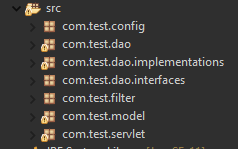 src
com.test.config
com.test.dao
com.test.dao.implementations
com.test.dao.interfaces
com.test.filter
com.test.model
com.test.servlet